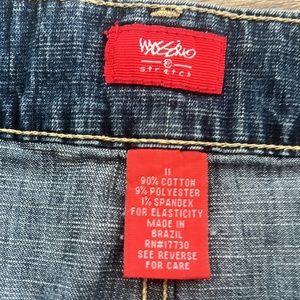 MOSSIMO
stretch
11
90% COTTON
9% POLYESTER
1% SPANDEX
FOR ELASTICITY
MADE IN
BRAZIL
RN#17730
SEE REVERSE
FOR CARE